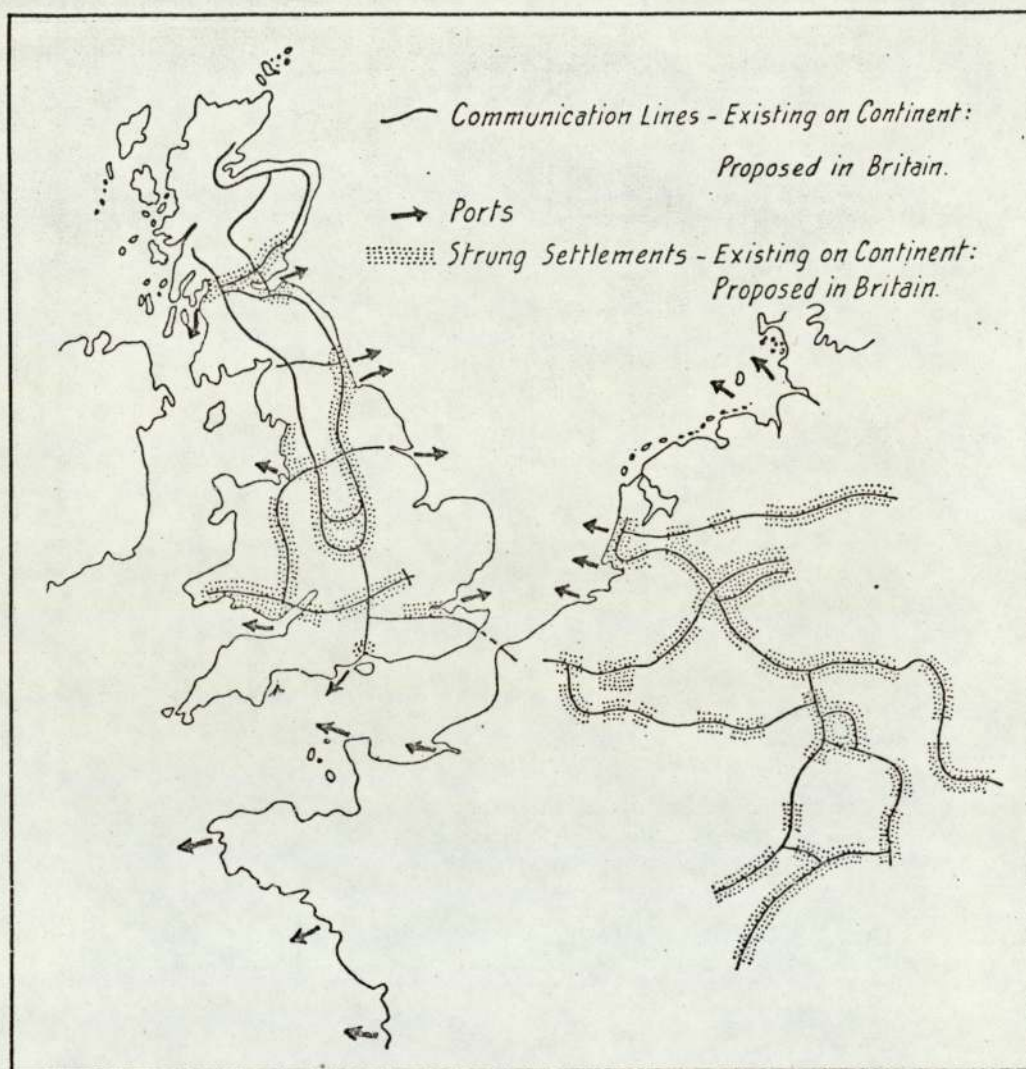 Communication Lines - Existing on Continent:
Proposed in Britain.
Ports
Strung Settlements - Existing on Continent:
Proposed in Britain.